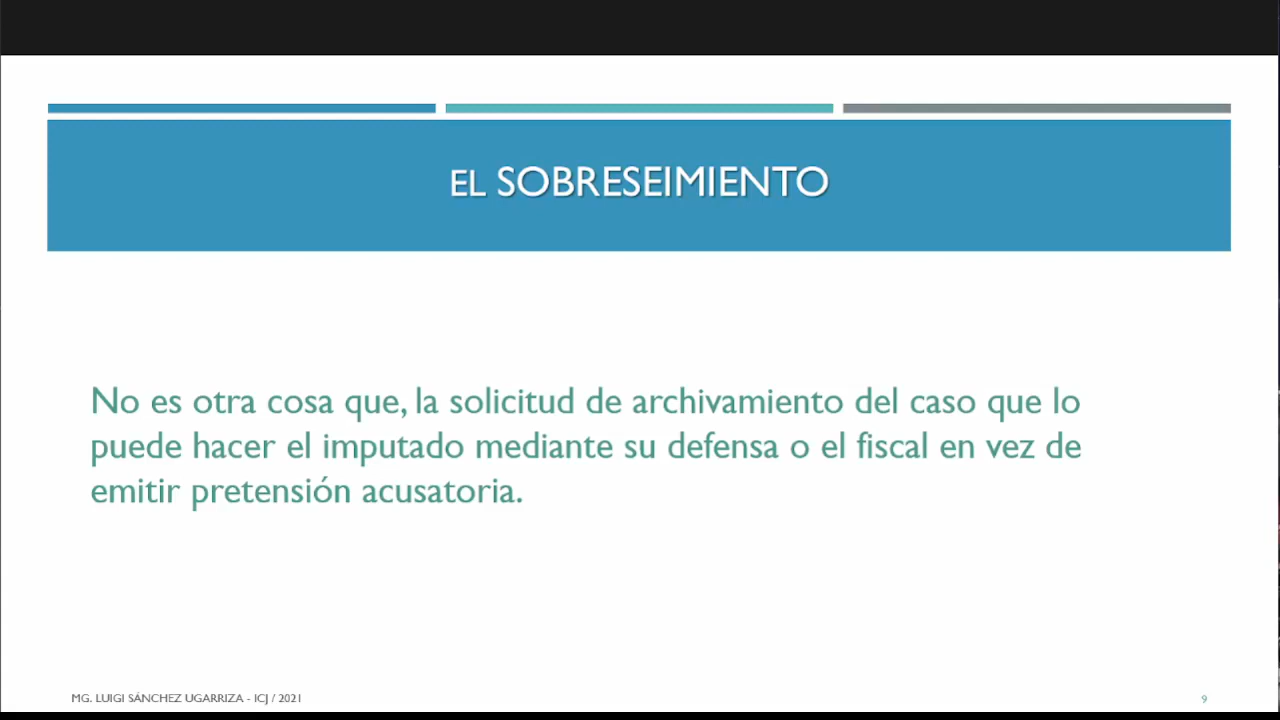 EL SOBRESEIMIENTO
No es otra cosa que, la solicitud de archivamiento del caso que lo
puede hacer el imputado mediante su defensa o el fiscal en vez de
emitir pretensión acusatoria.
MG. LUIGI SÁNCHEZ UGARRIZA - ICJ / 2021
9